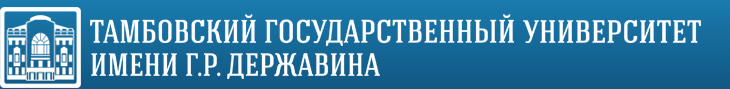 ТАМБОВСКИЙ ГОСУДАРСТВЕННЫЙ УНИВЕРСИТЕТ
ИМЕНИ Г.Р. ДЕРЖАВИНА